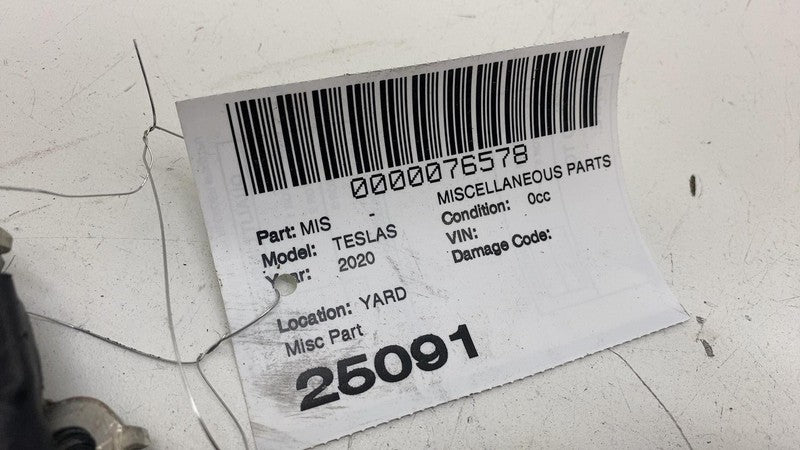 0000076578
Part: MIS - MISCELLANEOUS PARTS
Model: TESLAS Condition: 0cc
Year: 2020 VIN:
Damage Code:
Location: YARD
Misc Part
25091